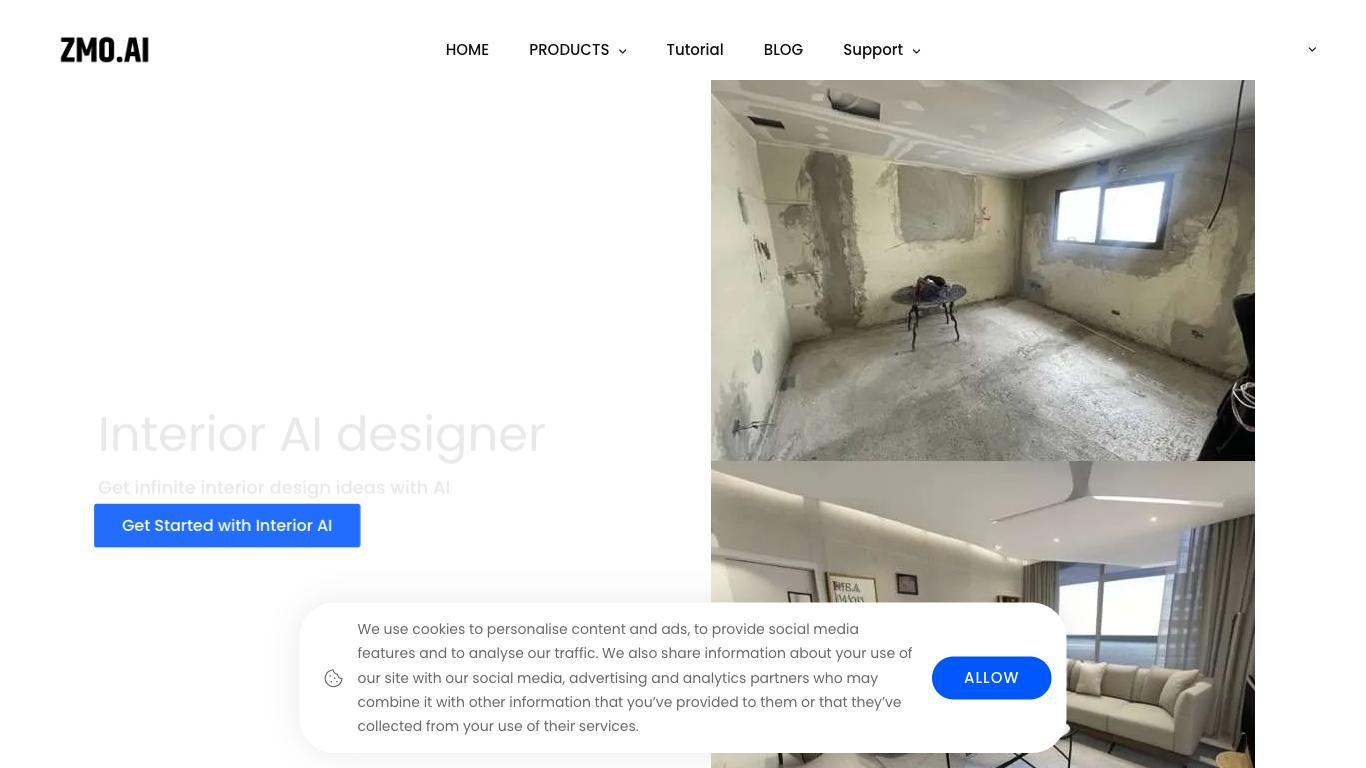 ZMO.AI
HOME
PRODUCTS
Tutorial
BLOG
Support
Interior AI designer
Get infinite interior design ideas with AI
Get Started with Interior AI
We use cookies to personalise content and ads, to provide social media
features and to analyse our traffic. We also share information about your use of
our site with our social media, advertising and analytics partners who may
combine it with other information that you’ve provided to them or that they’ve
collected from your use of their services.
ALLOW